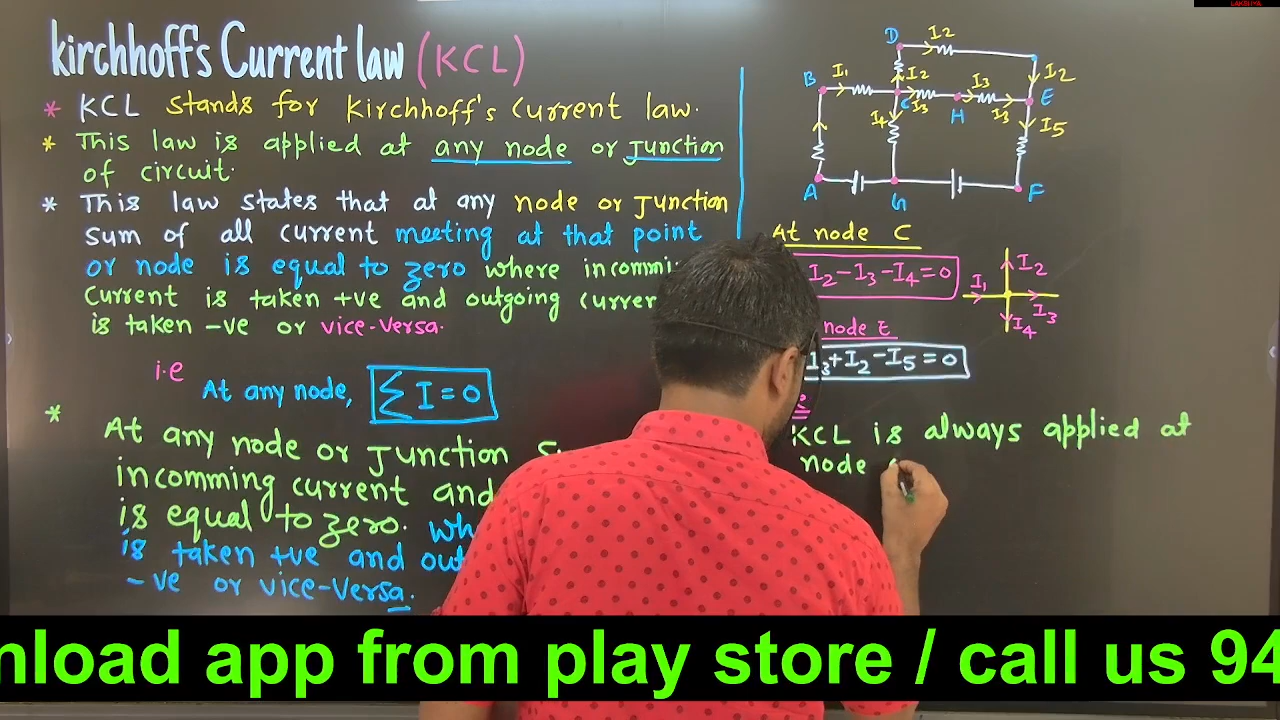 LAKSHYA
kirchhoff's Current law (KCL)
* KCL stands for Kirchhoff's current law.
* This law is applied at any node or junction
of circuit.
* This law states that at any node or junction
sum of all current meeting at that point
or node is equal to zero where incommi
current is taken +ve and outgoing curren
is taken -ve or vice-versa.
i.e
At any node, ∑ I = 0
* At any node or junction S
incomming current and
is equal to zero. Wh
is taken +ve and out
-ve or vice-versa.
D I2
B I1 I2 I2
C I3 H I3 I3 E
I4 I5
A G F
At node C
I2 - I3 - I4 = 0
I1 I2 I3 I4
node E
I3 + I2 - I5 = 0
KCL is always applied at
node
nload app from play store / call us 94